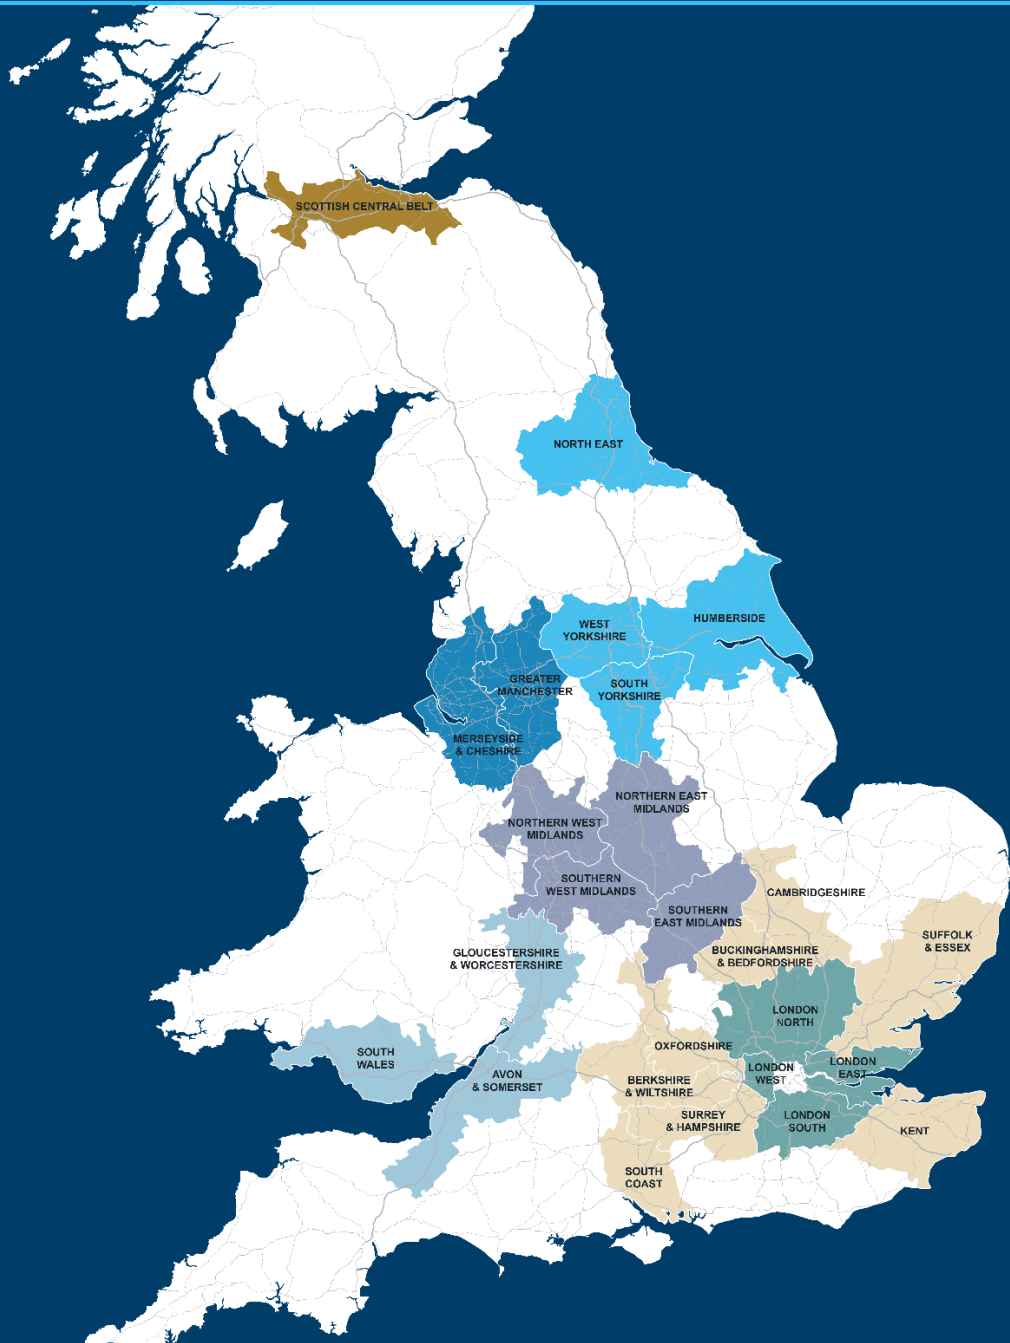 SCOTTISH CENTRAL BELT
NORTH EAST
HUMBERSIDE
WEST
YORKSHIRE
SOUTH
YORKSHIRE
GREATER
MANCHESTER
MERSEYSIDE
& CHESHIRE
NORTHERN EAST
MIDLANDS
NORTHERN WEST
MIDLANDS
SOUTHERN
WEST MIDLANDS
SOUTHERN
EAST MIDLANDS
CAMBRIDGESHIRE
SUFFOLK
& ESSEX
BUCKINGHAMSHIRE
& BEDFORDSHIRE
GLOUCESTERSHIRE
& WORCESTERSHIRE
LONDON
NORTH
OXFORDSHIRE
SOUTH
WALES
AVON
& SOMERSET
LONDON
WEST
LONDON
EAST
BERKSHIRE
& WILTSHIRE
SURREY
& HAMPSHIRE
LONDON
SOUTH
KENT
SOUTH
COAST